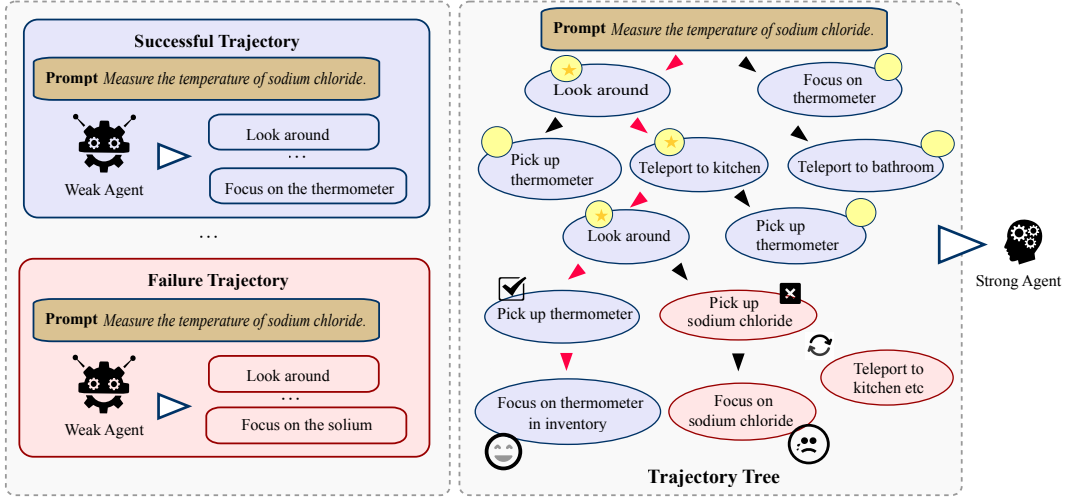 Successful Trajectory
Prompt Measure the temperature of sodium chloride.
Weak Agent
Look around
...
Focus on the thermometer
...
Failure Trajectory
Prompt Measure the temperature of sodium chloride.
Weak Agent
Look around
...
Focus on the solium
Prompt Measure the temperature of sodium chloride.
Look around
Focus on
thermometer
Pick up
thermometer
Teleport to kitchen
Teleport to bathroom
Look around
Pick up
thermometer
Pick up thermometer
Pick up
sodium chloride
Teleport to
kitchen etc
Focus on thermometer
in inventory
Focus on
sodium chloride
Trajectory Tree
Strong Agent